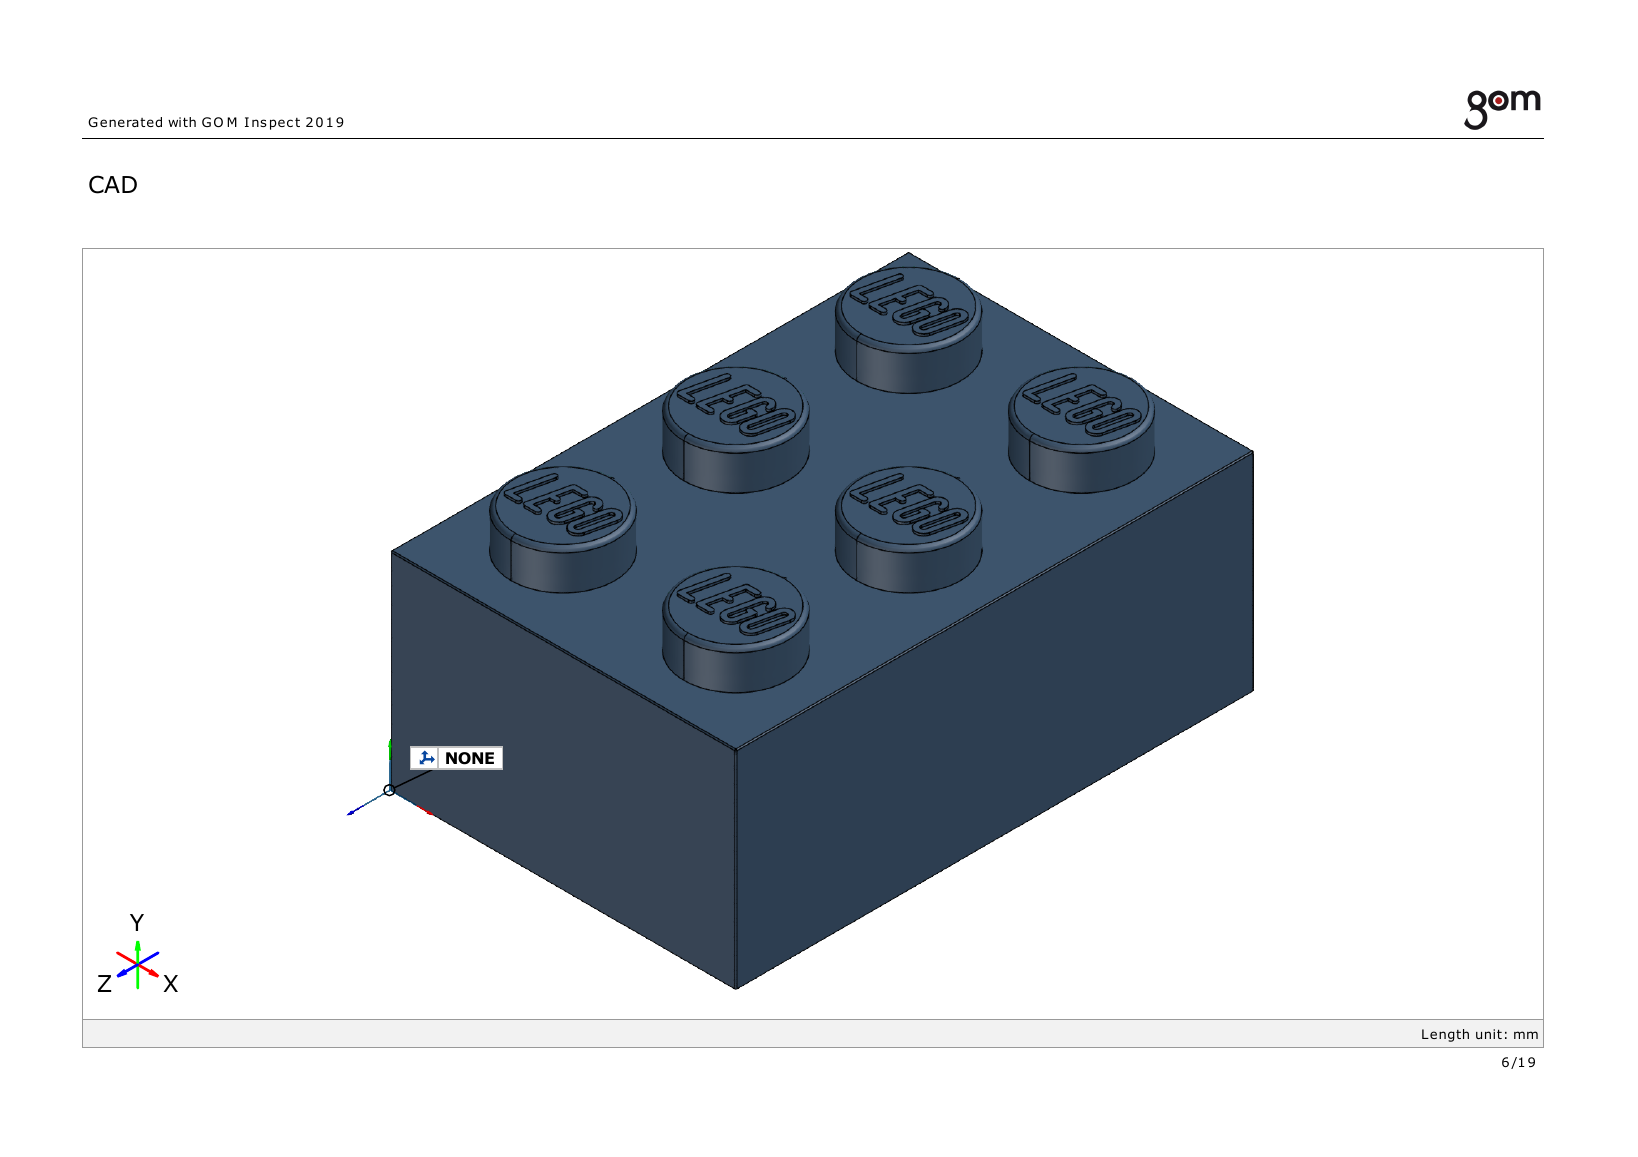 gom
Generated with GOM Inspect 2019
CAD
LEGO
LEGO
LEGO
LEGO
LEGO
LEGO
NONE
Y
Z
X
Length unit: mm
6/19